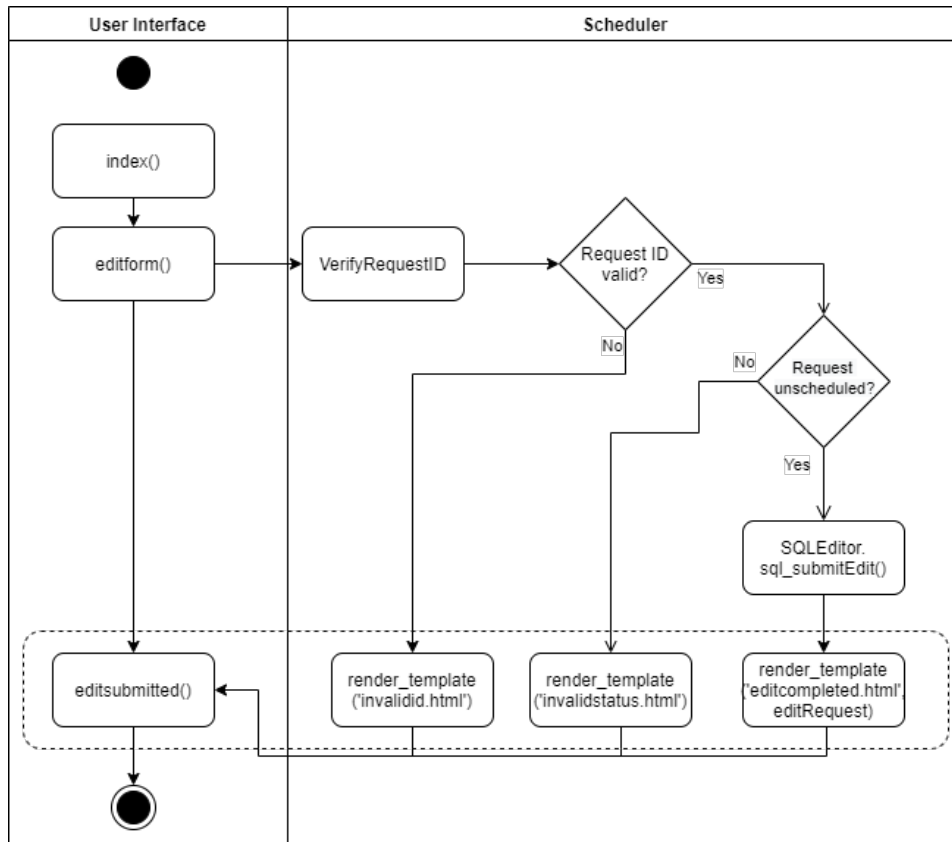 User Interface
Scheduler
index()
editform()
VerifyRequestID
Request ID
valid?
Yes
No
Request
unscheduled?
No
Yes
SQLEditor.
sql_submitEdit()
editsubmitted()
render_template
('invalidid.html')
render_template
('invalidstatus.html')
render_template
('editcompleted.html',
editRequest)